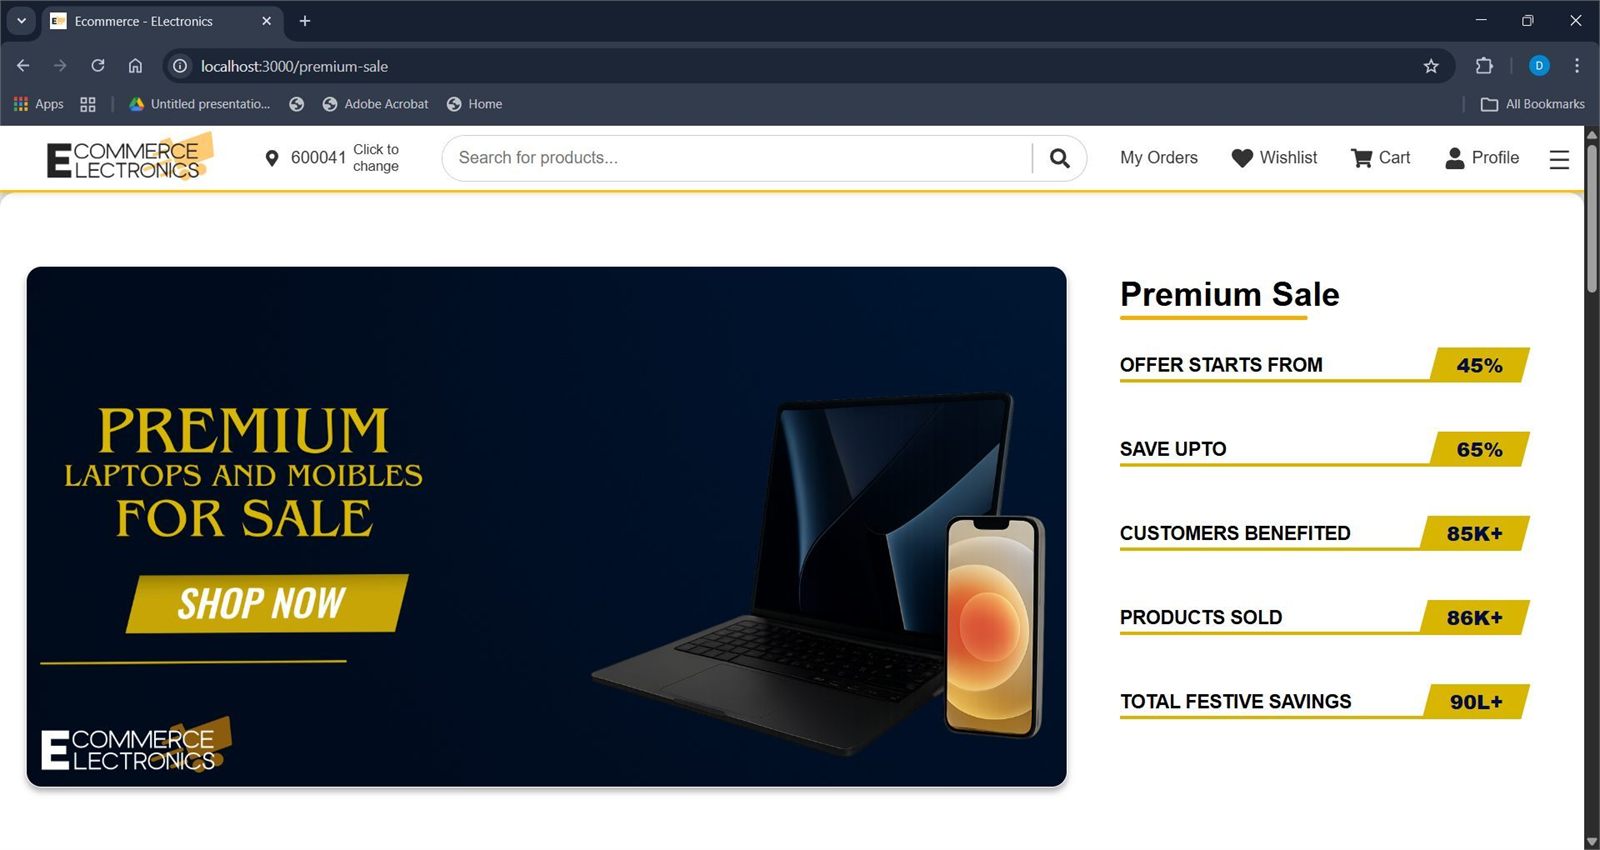 Ecommerce - ELectronics
localhost:3000/premium-sale
D
Apps
Untitled presentatio...
Adobe Acrobat
Home
All Bookmarks
ECOMMERCE
ELECTRONICS
600041
Click to
change
Search for products...
My Orders
Wishlist
Cart
Profile
PREMIUM
LAPTOPS AND MOIBLES
FOR SALE
SHOP NOW
ECOMMERCE
ELECTRONICS
Premium Sale
OFFER STARTS FROM 45%
SAVE UPTO 65%
CUSTOMERS BENEFITED 85K+
PRODUCTS SOLD 86K+
TOTAL FESTIVE SAVINGS 90L+